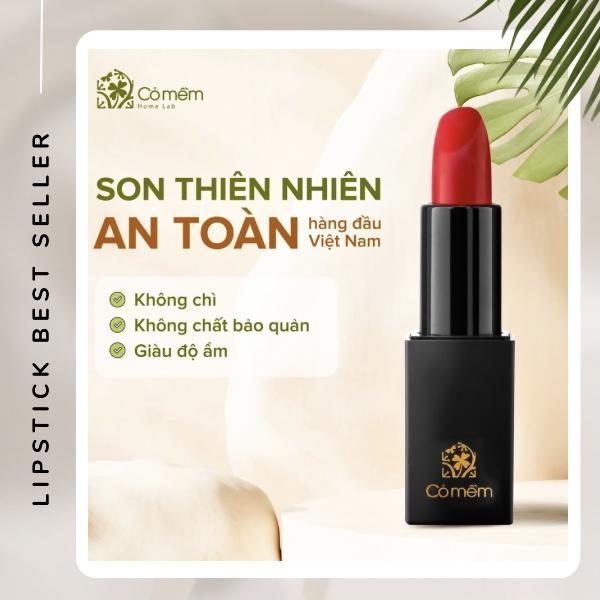 LIPSTICK BEST SELLER
Cỏ mềm
Home Lab
SON THIÊN NHIÊN
AN TOÀN
hàng đầu
Việt Nam
Không chì
Không chất bảo quản
Giàu độ ẩm
Cỏ mềm